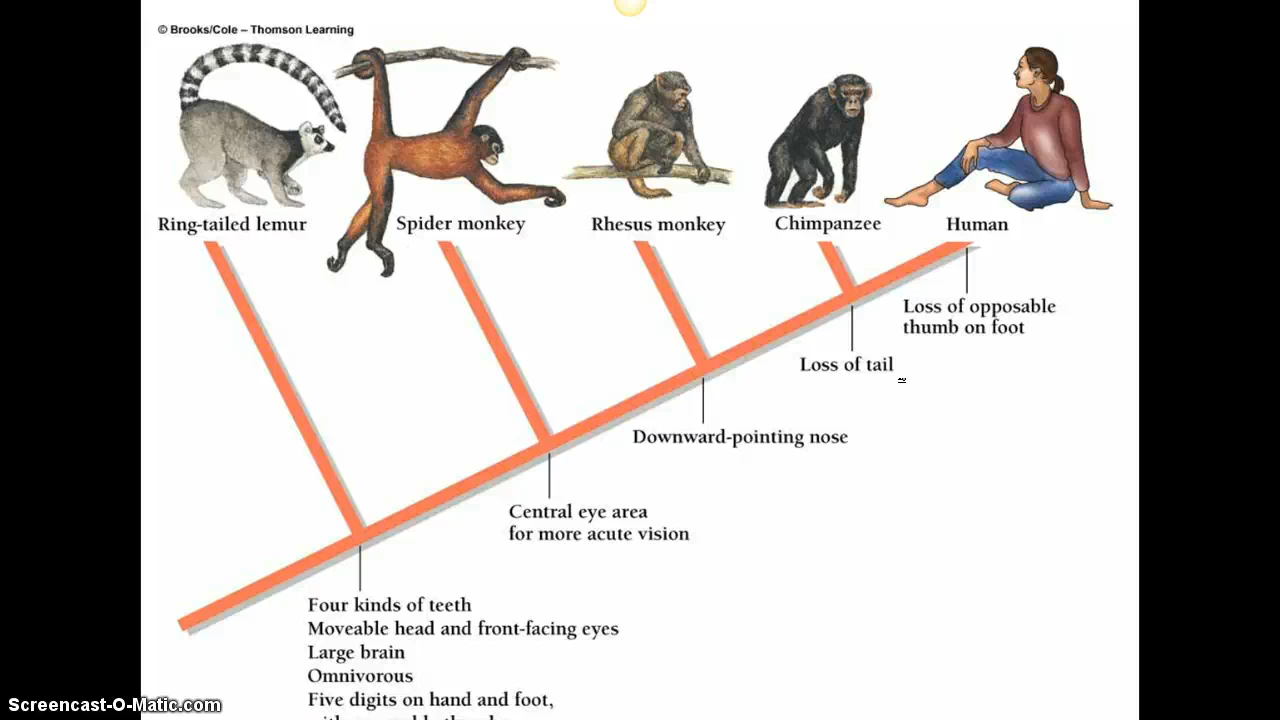 © Brooks/Cole – Thomson Learning
Ring-tailed lemur
Spider monkey
Rhesus monkey
Chimpanzee
Human
Loss of opposable
thumb on foot
Loss of tail
Downward-pointing nose
Central eye area
for more acute vision
Four kinds of teeth
Moveable head and front-facing eyes
Large brain
Omnivorous
Five digits on hand and foot,
Screencast-O-Matic.com